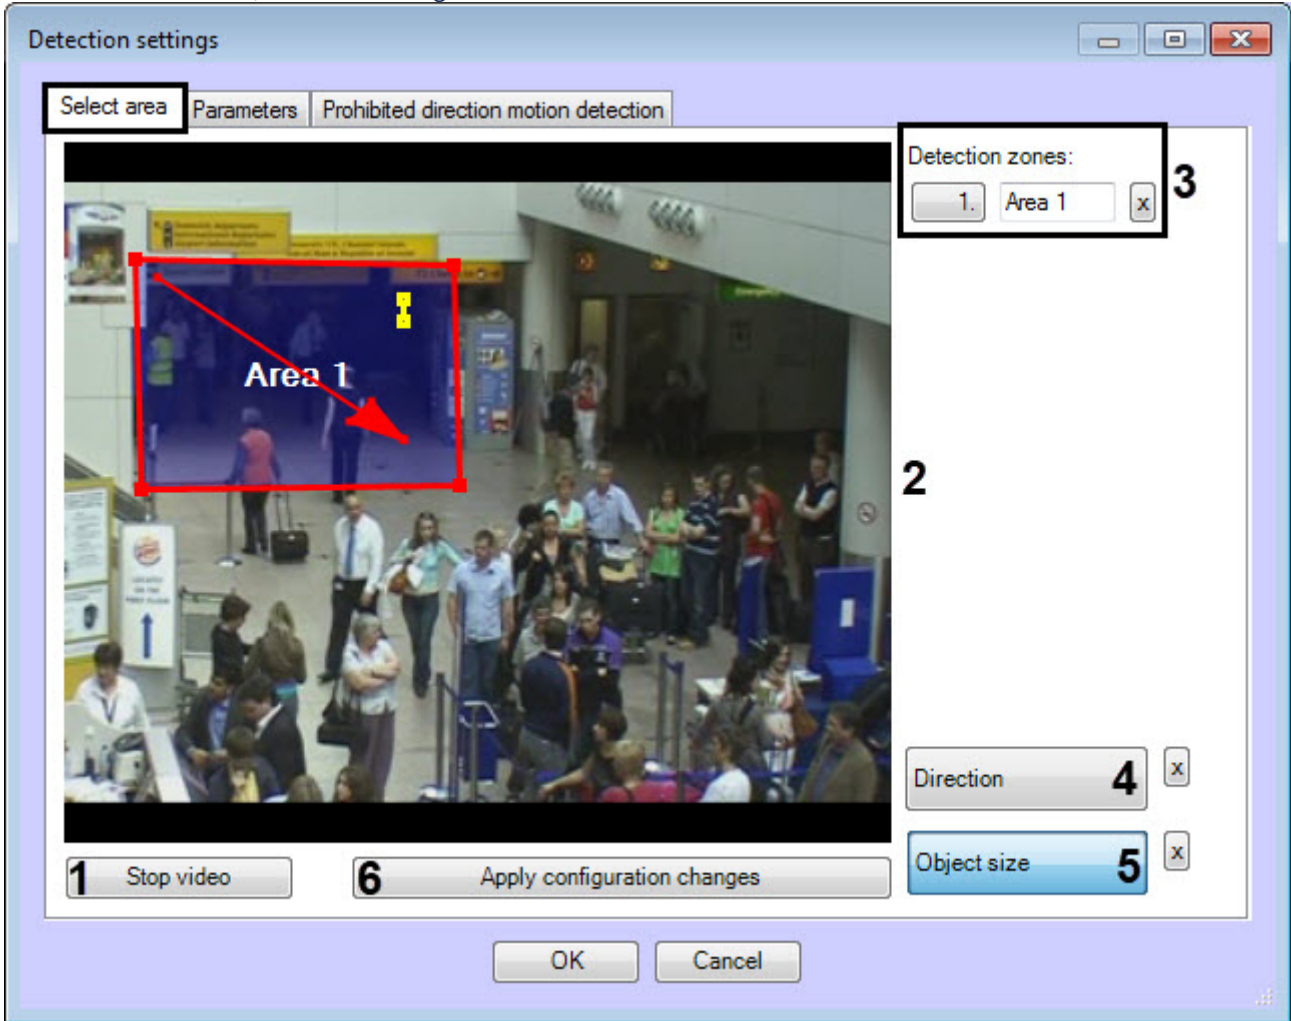 Detection settings
Select area
Parameters
Prohibited direction motion detection
Detection zones:
1.
Area 1
x
3
Area 1
2
Direction
4
x
Object size
5
x
1
Stop video
6
Apply configuration changes
OK
Cancel